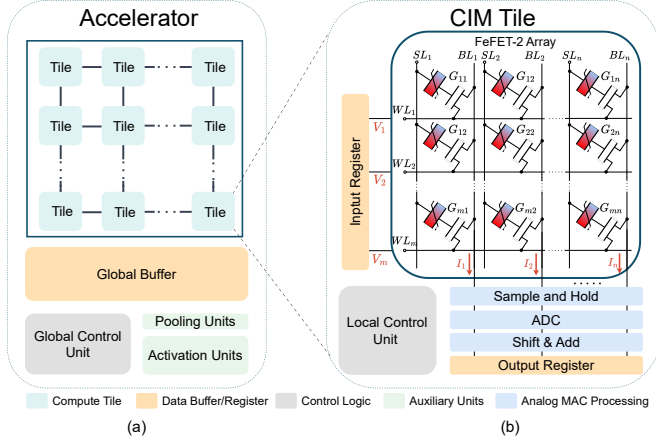 Accelerator
Tile Tile Tile
Tile Tile Tile
Tile Tile Tile
Global Buffer
Global Control
Unit
Pooling Units
Activation Units
CIM Tile
FeFET-2 Array
SL₁ BL₁ SL₂ BL₂ SLₙ BLₙ
G₁₁ G₁₂ G₁ₙ
WL₁
V₁
G₁₂ G₂₂ G₂ₙ
WL₂
V₂
Gₘ₁ Gₘ₂ Gₘₙ
WLₘ
Vₘ
I₁ I₂ Iₙ
Intput Register
Local Control
Unit
Sample and Hold
ADC
Shift & Add
Output Register
Compute Tile
Data Buffer/Register
Control Logic
Auxiliary Units
Analog MAC Processing
(a)
(b)